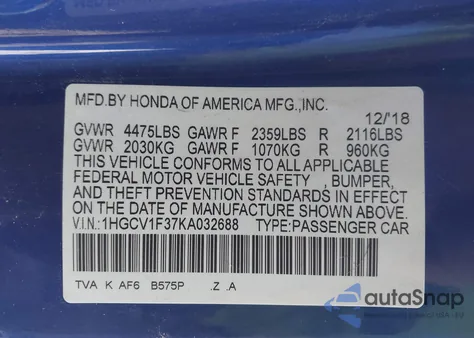 MFD.BY HONDA OF AMERICA MFG.,INC.
12/'18
GVWR 4475LBS GAWR F 2359LBS R 2116LBS
GVWR 2030KG GAWR F 1070KG R 960KG
THIS VEHICLE CONFORMS TO ALL APPLICABLE
FEDERAL MOTOR VEHICLE SAFETY , BUMPER,
AND THEFT PREVENTION STANDARDS IN EFFECT
ON THE DATE OF MANUFACTURE SHOWN ABOVE.
V.I.N.:1HGCV1F37KA032688 TYPE:PASSENGER CAR
TVA K AF6 B575P .Z .A
autoSnap